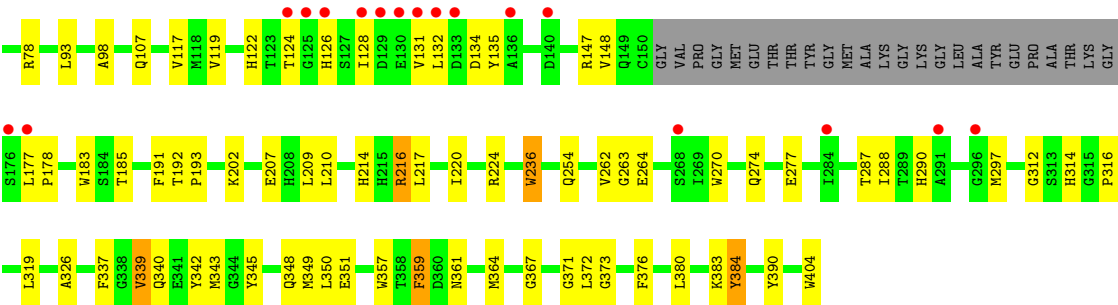 R78 L93 A98 Q107 V117 M118 V119 H122 T123 T124 G125 H126 S127 I128 D129 E130 V131 L132 D133 D134 Y135 A136 D140 R147 V148 Q149 C150 GLY VAL PRO GLY MET GLU THR THR TYR GLY MET ALA LYS GLY LYS GLY LEU ALA TYR GLU PRO ALA THR LYS GLY
S176 L177 P178 W183 S184 T185 F191 T192 P193 K202 E207 H208 L209 L210 H214 H215 R216 L217 I220 R224 W236 Q254 V262 G263 E264 S268 I269 W270 Q274 E277 I284 T287 I288 T289 H290 A291 G296 M297 G312 S313 H314 G315 P316
L319 A326 F337 G338 V339 Q340 E341 Y342 M343 G344 Y345 Q348 M349 L350 E351 W357 T358 F359 D360 N361 M364 G367 G371 L372 G373 F376 L380 K383 Y384 Y390 W404